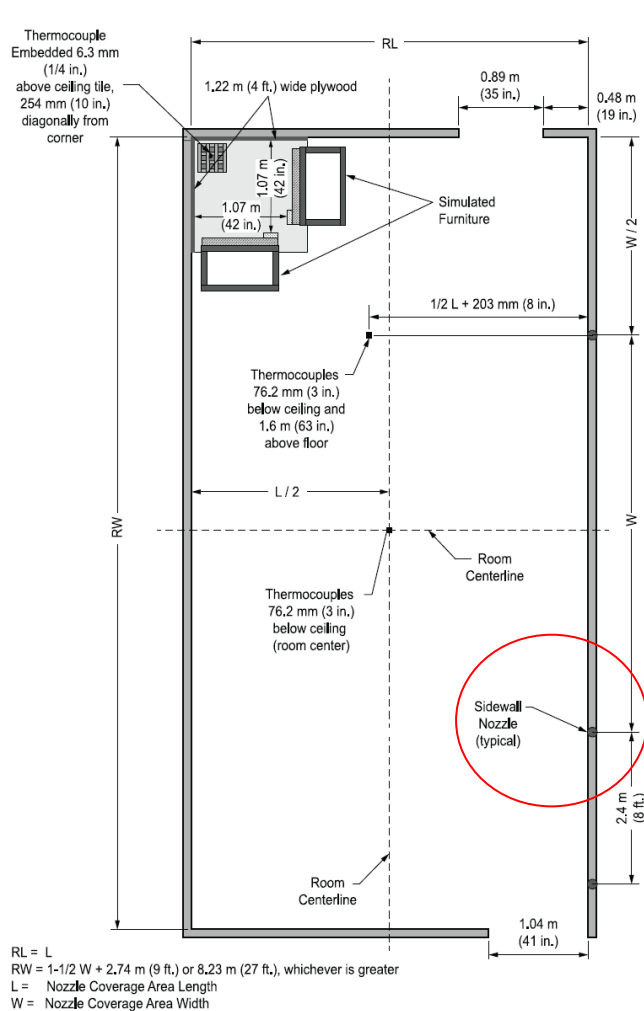 Thermocouple
Embedded 6.3 mm
(1/4 in.)
above ceiling tile,
254 mm (10 in.)
diagonally from
corner
RL
1.22 m (4 ft.) wide plywood
0.89 m
(35 in.)
0.48 m
(19 in.)
1.07 m
(42 in.)
1.07 m
(42 in.)
Simulated
Furniture
W / 2
1/2 L + 203 mm (8 in.)
Thermocouples
76.2 mm (3 in.)
below ceiling and
1.6 m (63 in.)
above floor
L / 2
RW
W
Room
Centerline
Thermocouples
76.2 mm (3 in.)
below ceiling
(room center)
Sidewall
Nozzle
(typical)
2.4 m
(8 ft.)
Room
Centerline
1.04 m
(41 in.)
RL = L
RW = 1-1/2 W + 2.74 m (9 ft.) or 8.23 m (27 ft.), whichever is greater
L = Nozzle Coverage Area Length
W = Nozzle Coverage Area Width